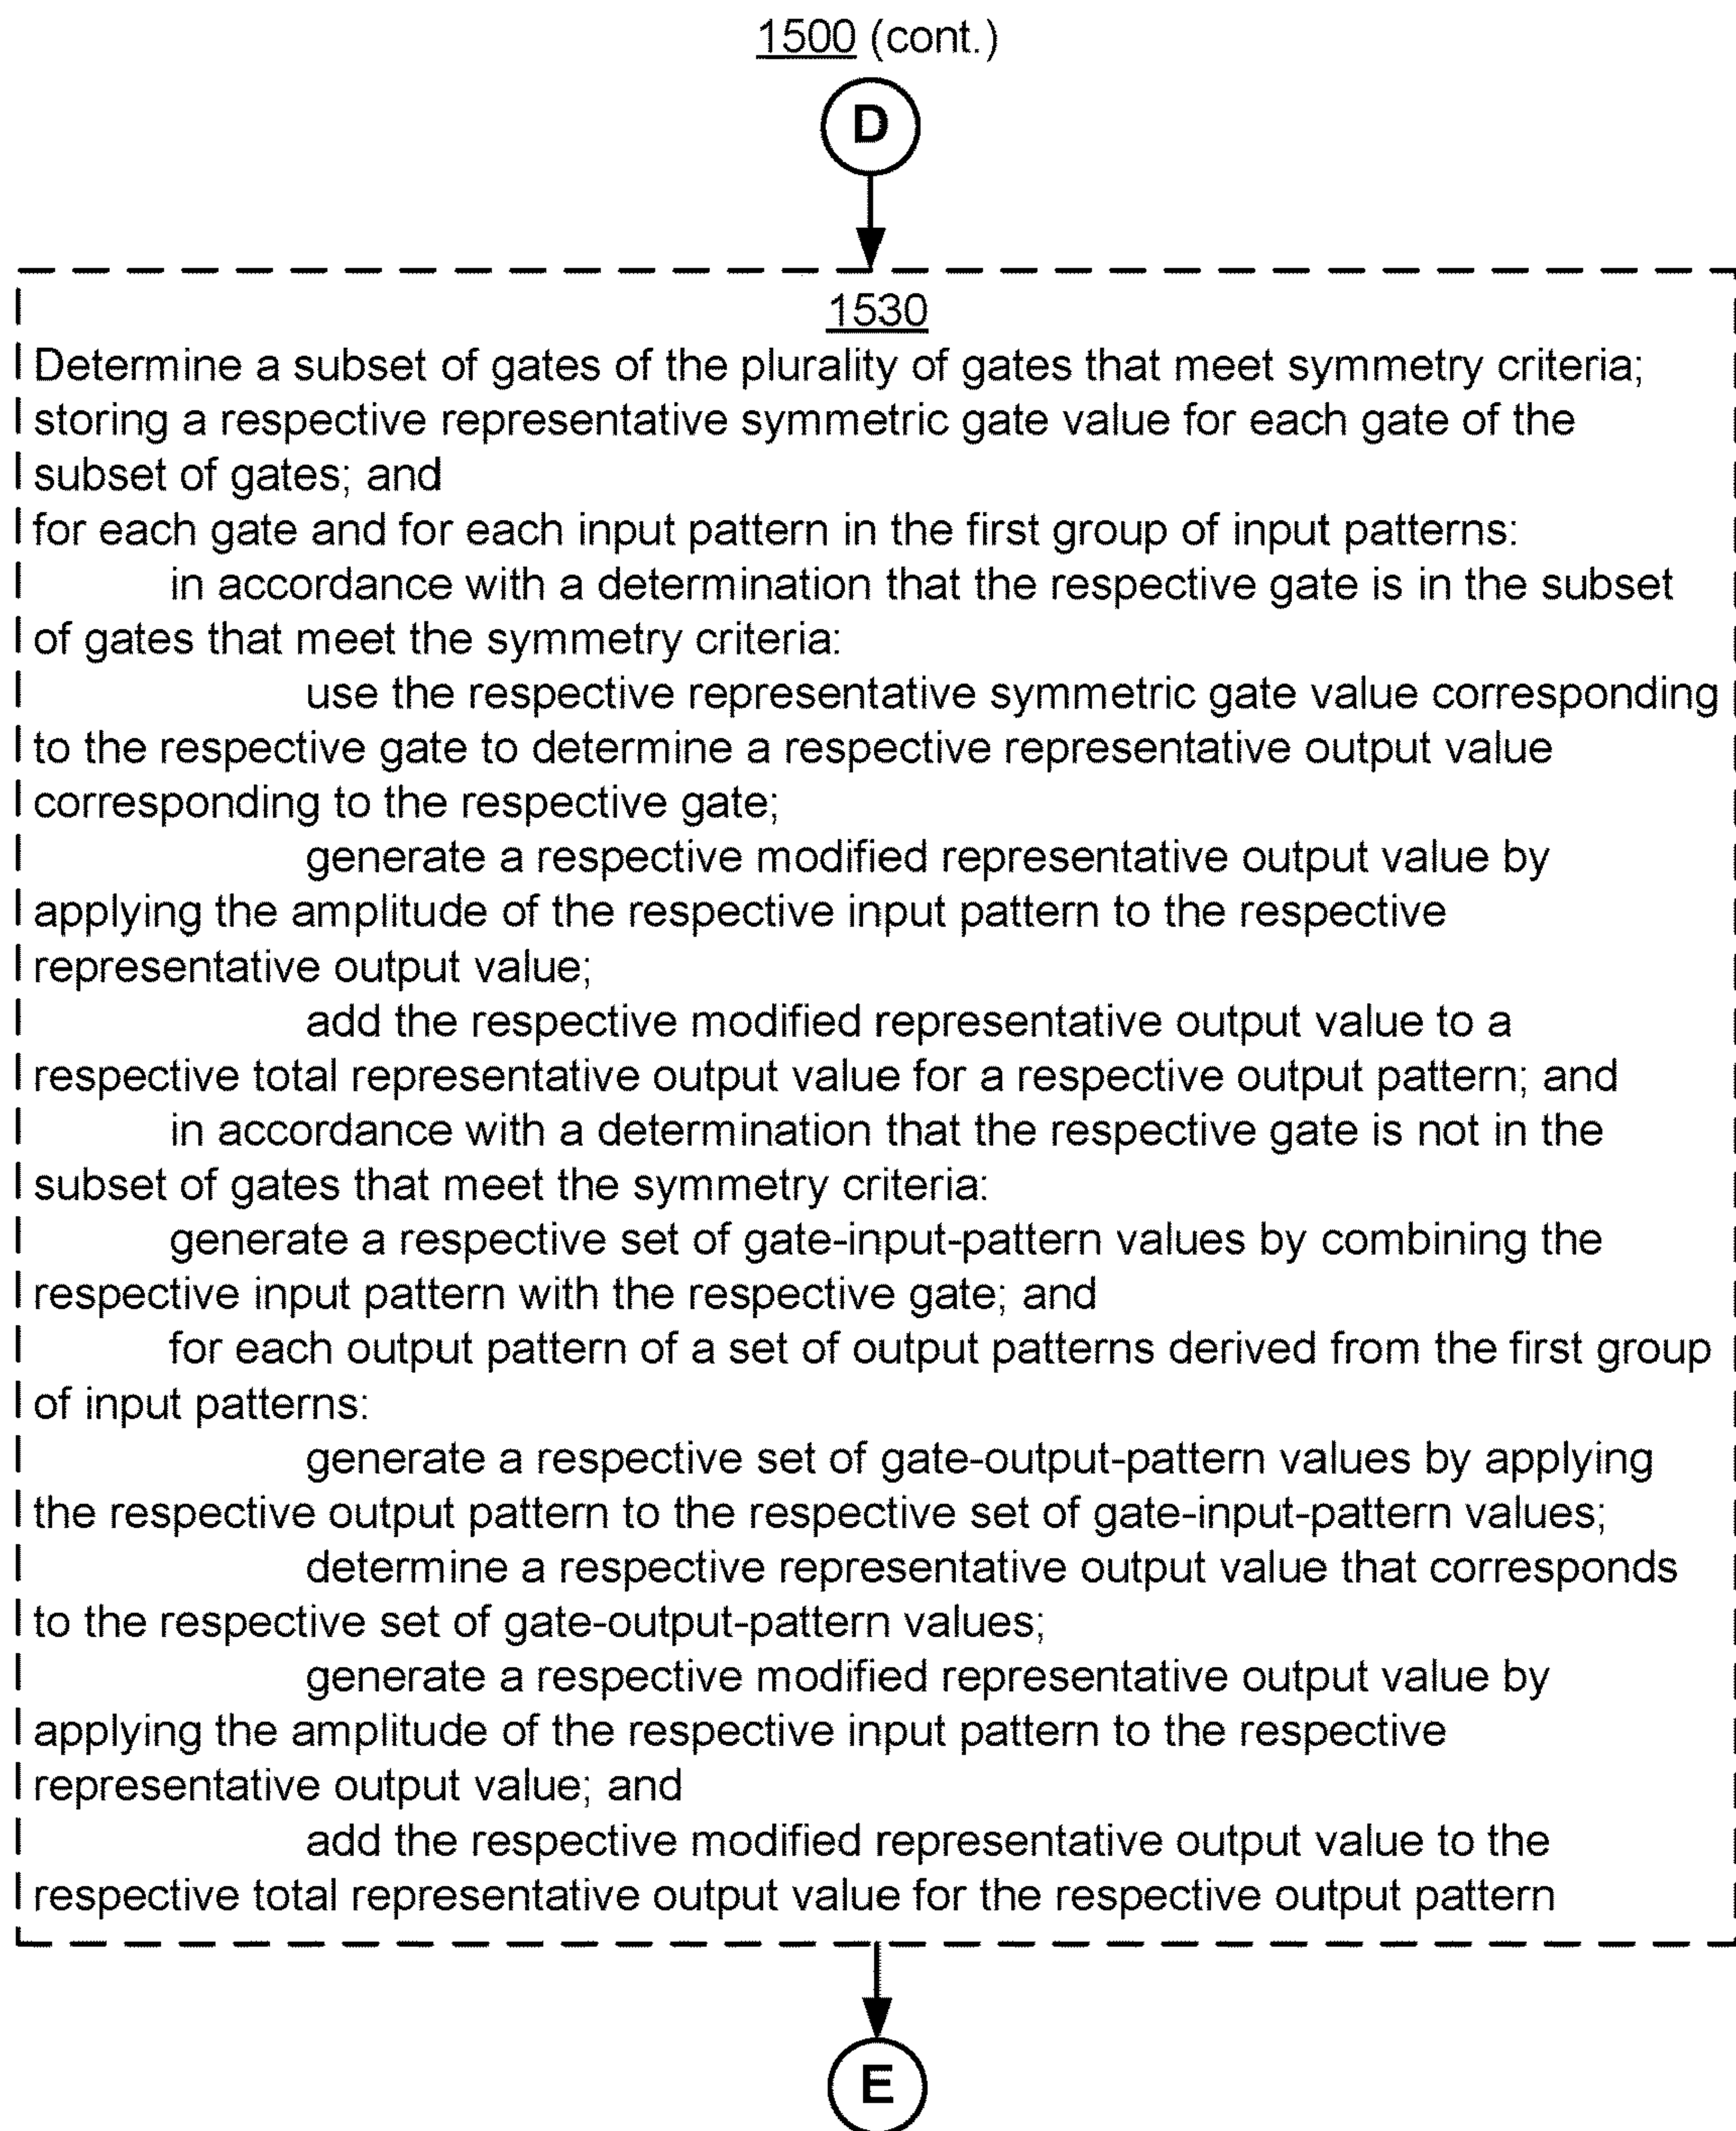 1500 (cont.)
D
1530
Determine a subset of gates of the plurality of gates that meet symmetry criteria;
storing a respective representative symmetric gate value for each gate of the
subset of gates; and
for each gate and for each input pattern in the first group of input patterns:
in accordance with a determination that the respective gate is in the subset
of gates that meet the symmetry criteria:
use the respective representative symmetric gate value corresponding
to the respective gate to determine a respective representative output value
corresponding to the respective gate;
generate a respective modified representative output value by
applying the amplitude of the respective input pattern to the respective
representative output value;
add the respective modified representative output value to a
respective total representative output value for a respective output pattern; and
in accordance with a determination that the respective gate is not in the
subset of gates that meet the symmetry criteria:
generate a respective set of gate-input-pattern values by combining the
respective input pattern with the respective gate; and
for each output pattern of a set of output patterns derived from the first group
of input patterns:
generate a respective set of gate-output-pattern values by applying
the respective output pattern to the respective set of gate-input-pattern values;
determine a respective representative output value that corresponds
to the respective set of gate-output-pattern values;
generate a respective modified representative output value by
applying the amplitude of the respective input pattern to the respective
representative output value; and
add the respective modified representative output value to the
respective total representative output value for the respective output pattern
E